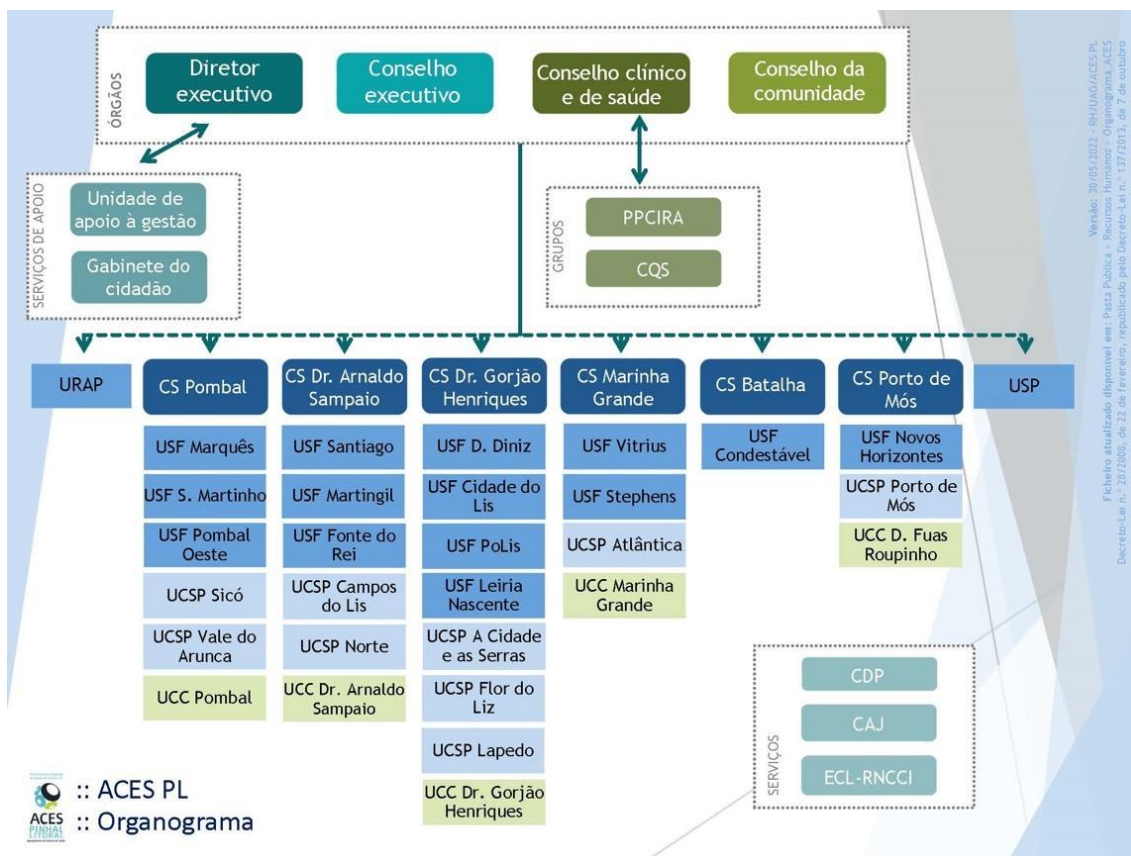 ÓRGÃOS
Diretor
executivo
Conselho
executivo
Conselho clínico
e de saúde
Conselho da
comunidade
SERVIÇOS DE APOIO
Unidade de
apoio à gestão
Gabinete do
cidadão
GRUPOS
PPCIRA
CQS
URAP
CS Pombal
CS Dr. Arnaldo
Sampaio
CS Dr. Gorjão
Henriques
CS Marinha
Grande
CS Batalha
CS Porto de
Mós
USP
USF Marquês
USF S. Martinho
USF Pombal
Oeste
UCSP Sicó
UCSP Vale do
Arunca
UCC Pombal
USF Santiago
USF Martingil
USF Fonte do
Rei
UCSP Campos
do Lis
UCSP Norte
UCC Dr. Arnaldo
Sampaio
USF D. Diniz
USF Cidade do
Lis
USF PoLis
USF Leiria
Nascente
UCSP A Cidade
e as Serras
UCSP Flor do
Liz
UCSP Lapedo
UCC Dr. Gorjão
Henriques
USF Vitrius
USF Stephens
UCSP Atlântica
UCC Marinha
Grande
USF
Condestável
USF Novos
Horizontes
UCSP Porto de
Mós
UCC D. Fuas
Roupinho
SERVIÇOS
CDP
CAJ
ECL-RNCCI
ACES
PINHAL
LITORAL
:: ACES PL
:: Organograma
Versão: 30/05/2022 - RH/UAG/ACES PL
Ficheiro atualizado disponível em: Pasta Pública - Recursos Humanos - Organograma_ACES
Decreto-Lei n.º 28/2008, de 22 de fevereiro, republicado pelo Decreto-Lei n.º 137/2013, de 7 de outubro